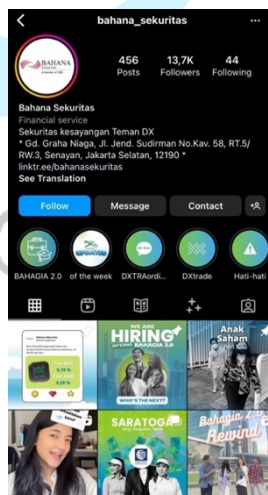 bahana_sekuritas
BAHANA
456
Posts
13,7K
Followers
44
Following
Bahana Sekuritas
Financial service
Sekuritas kesayangan Teman DX
* Gd. Graha Niaga, Jl. Jend. Sudirman No.Kav. 58, RT.5/
RW.3, Senayan, Jakarta Selatan, 12190 *
linktr.ee/bahanasekuritas
See Translation
Follow
Message
Contact
BAHAGIA 2.0
of the week
DXTRAordi...
DXtrade
Hati-hati
WE ARE
HIRING
INTERN BAHAGIA 3.0
WHO'S THE NEXT?
Anak
Saham
SARATOGA
Bahagia 2.0
Rewind